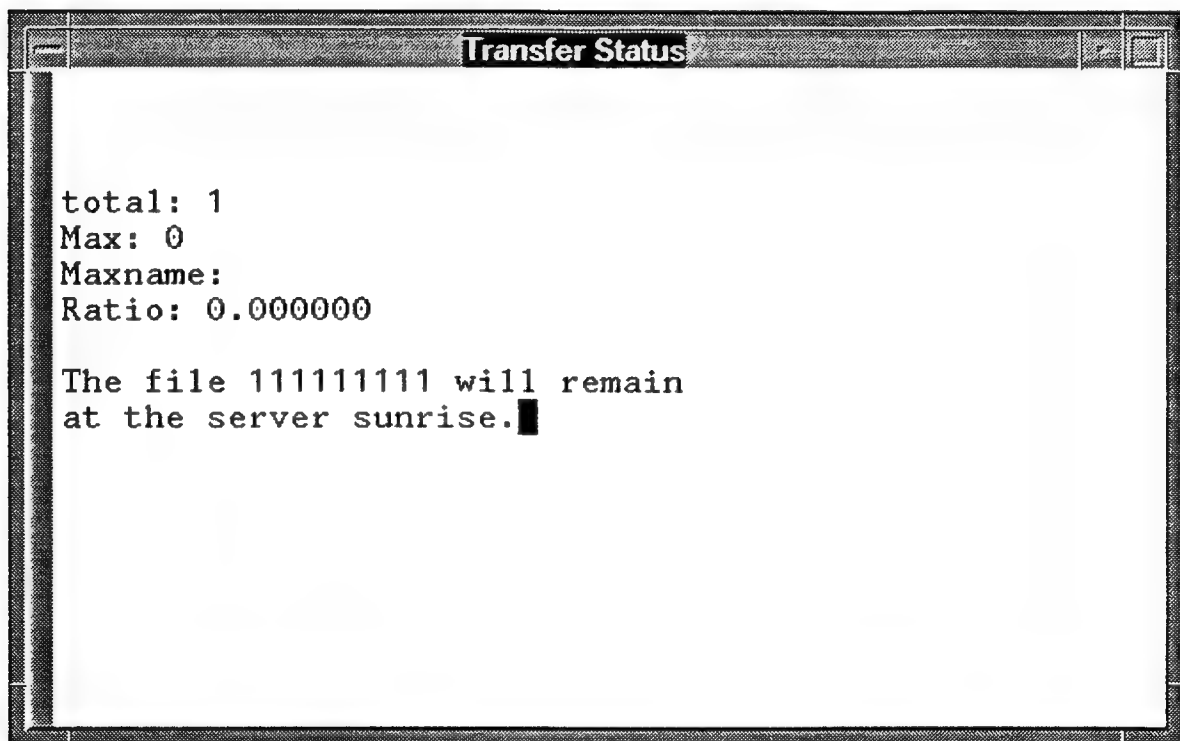 Transfer Status
total: 1
Max: 0
Maxname:
Ratio: 0.000000
The file 111111111 will remain
at the server sunrise.